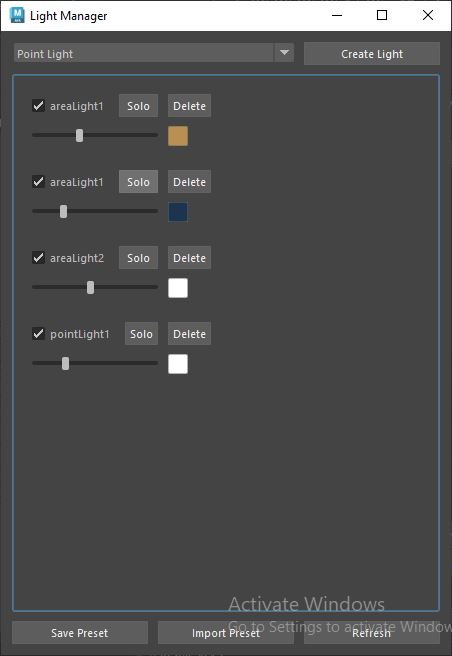 Light Manager
Point Light
Create Light
areaLight1 Solo Delete
areaLight1 Solo Delete
areaLight2 Solo Delete
pointLight1 Solo Delete
Activate Windows
Go to Settings to activate Window
Save Preset Import Preset Refresh